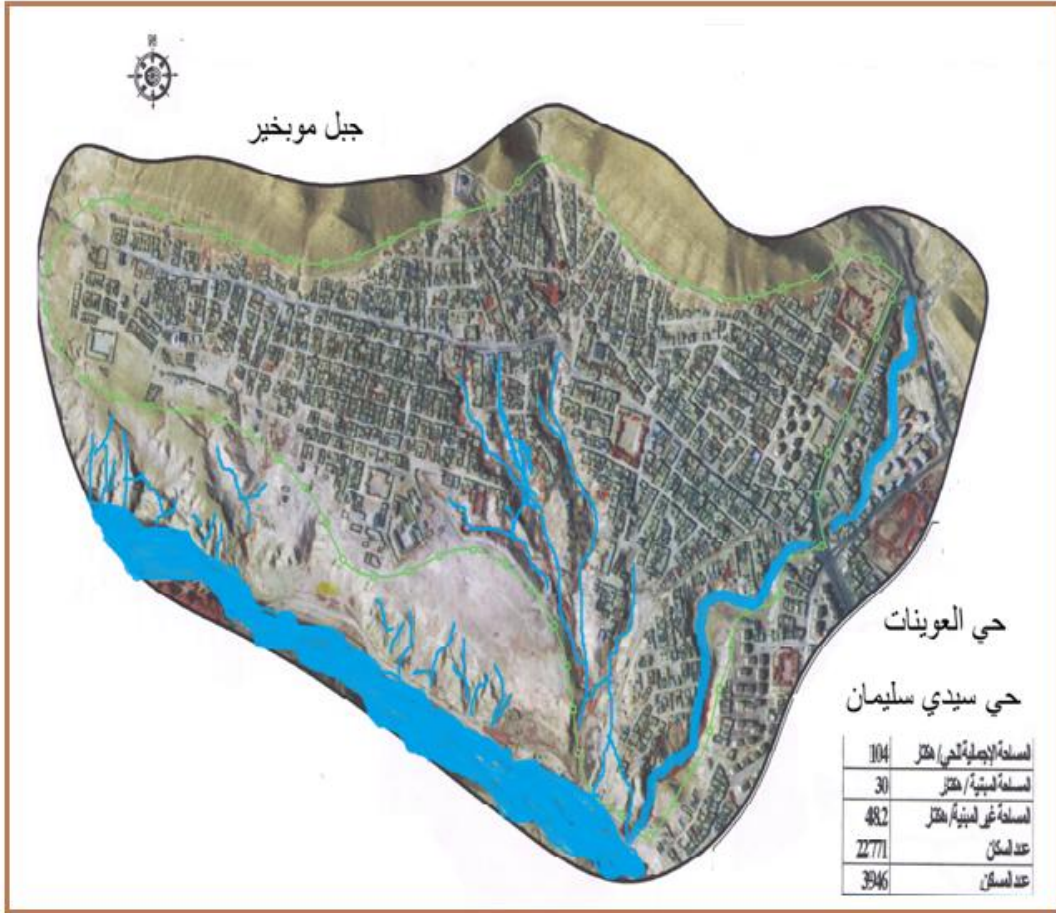 N
جبل موبخير
حي العوينات
حي سيدي سليمان
المساحة الإجمالية للحي/ هكتار 104
المساحة المبنية/ هكتار 30
المساحة غير المبنية/ هكتار 48.2
عدد السكان 22771
عدد المساكن 3946